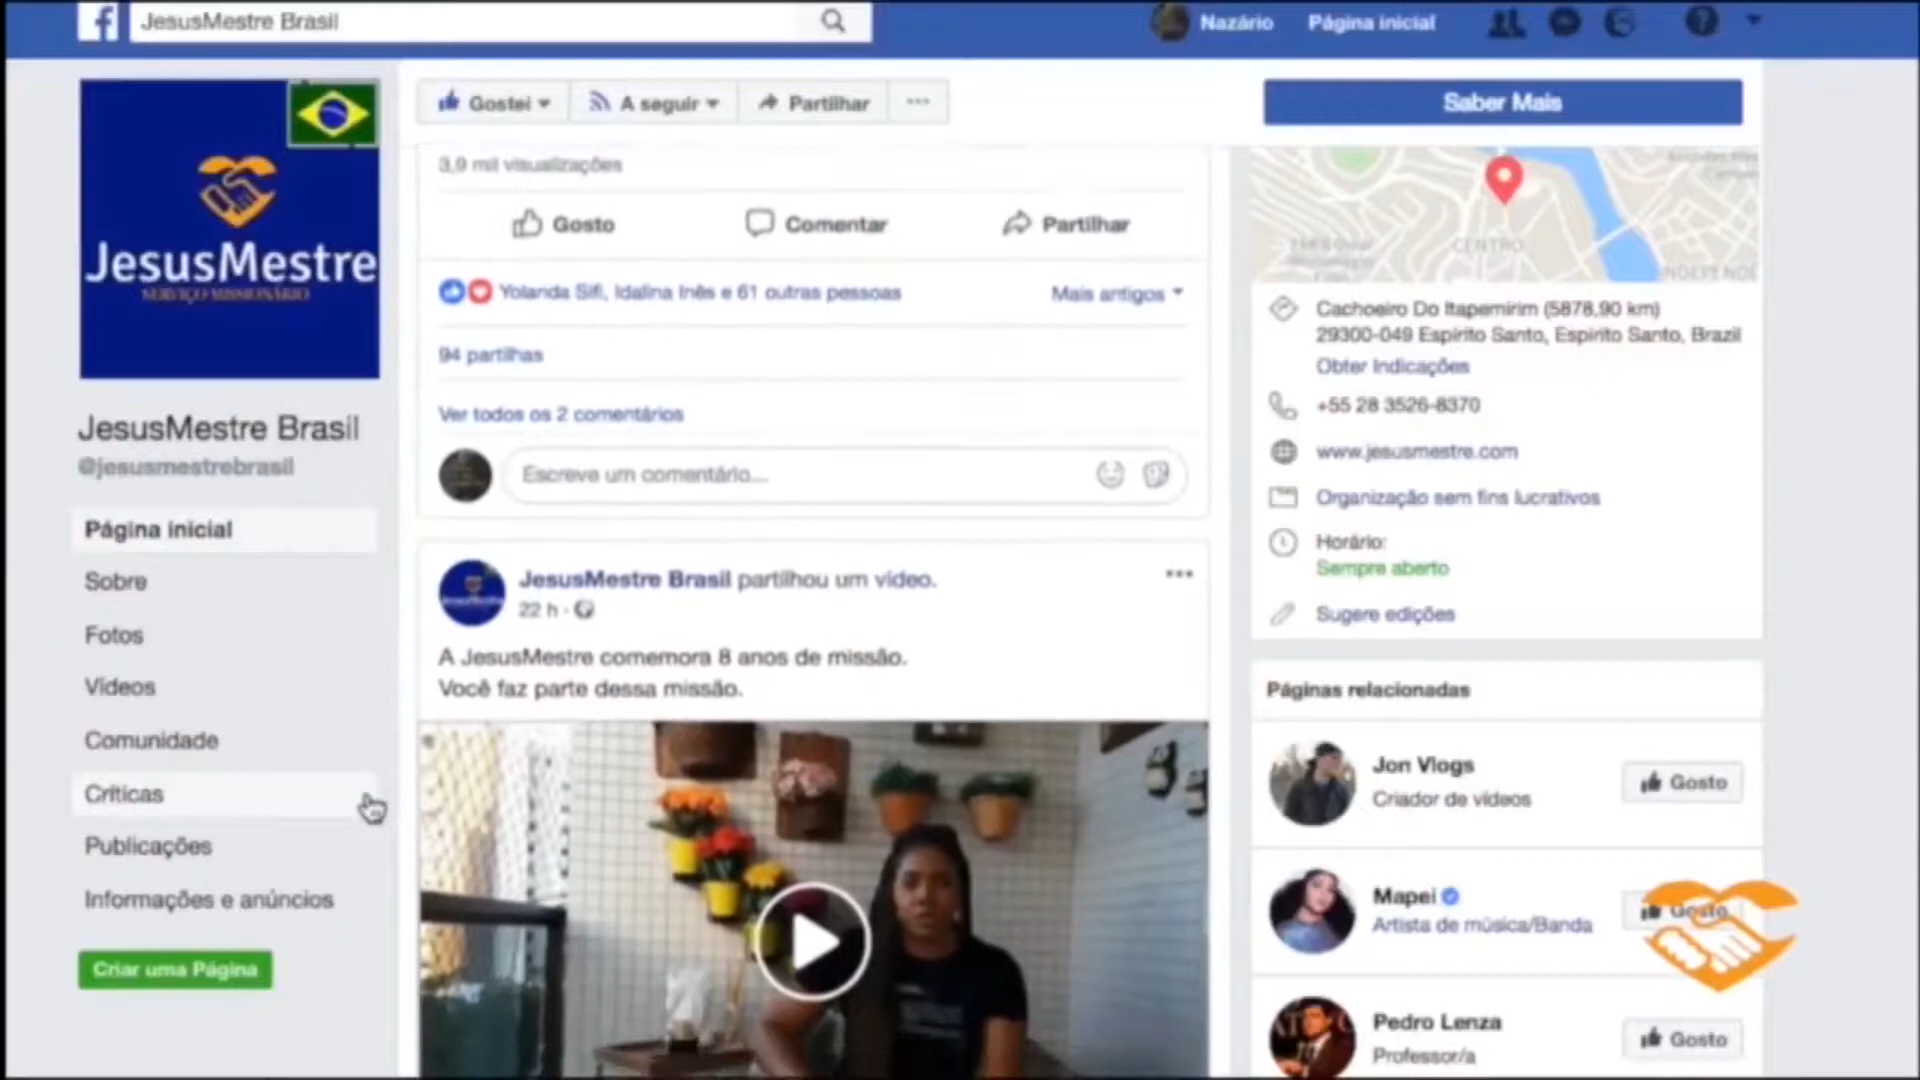 JesusMestre Brasil
Nazário
Página inicial
JesusMestre
SERVIÇO MISSIONÁRIO
JesusMestre Brasil
@jesusmestrebrasil
Página inicial
Sobre
Fotos
Vídeos
Comunidade
Críticas
Publicações
Informações e anúncios
Criar uma Página
Gostei
A seguir
Partilhar
3,9 mil visualizações
Gosto
Comentar
Partilhar
Yolanda Sifi, Idalina Inês e 61 outras pessoas
Mais antigos
94 partilhas
Ver todos os 2 comentários
Escreve um comentário...
JesusMestre Brasil partilhou um vídeo.
22 h
A JesusMestre comemora 8 anos de missão.
Você faz parte dessa missão.
Saber Mais
CENTRO
INDEPENDE
Cachoeiro Do Itapemirim (5878,90 km)
29300-049 Espírito Santo, Espirito Santo, Brazil
Obter Indicações
+55 28 3526-8370
www.jesusmestre.com
Organização sem fins lucrativos
Horário:
Sempre aberto
Sugere edições
Páginas relacionadas
Jon Vlogs
Criador de vídeos
Gosto
Mapei
Artista de música/Banda
Gosto
Pedro Lenza
Professor/a
Gosto